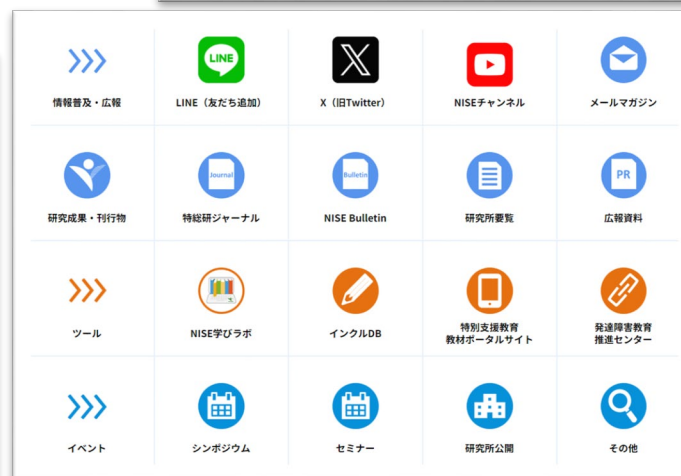 LINE
情報普及・広報
LINE（友だち追加）
X（旧Twitter）
NISEチャンネル
メールマガジン
Journal
Bulletin
PR
研究成果・刊行物
特総研ジャーナル
NISE Bulletin
研究所要覧
広報資料
ツール
NISE学びラボ
インクルDB
特別支援教育
教材ポータルサイト
発達障害教育
推進センター
イベント
シンポジウム
セミナー
研究所公開
その他